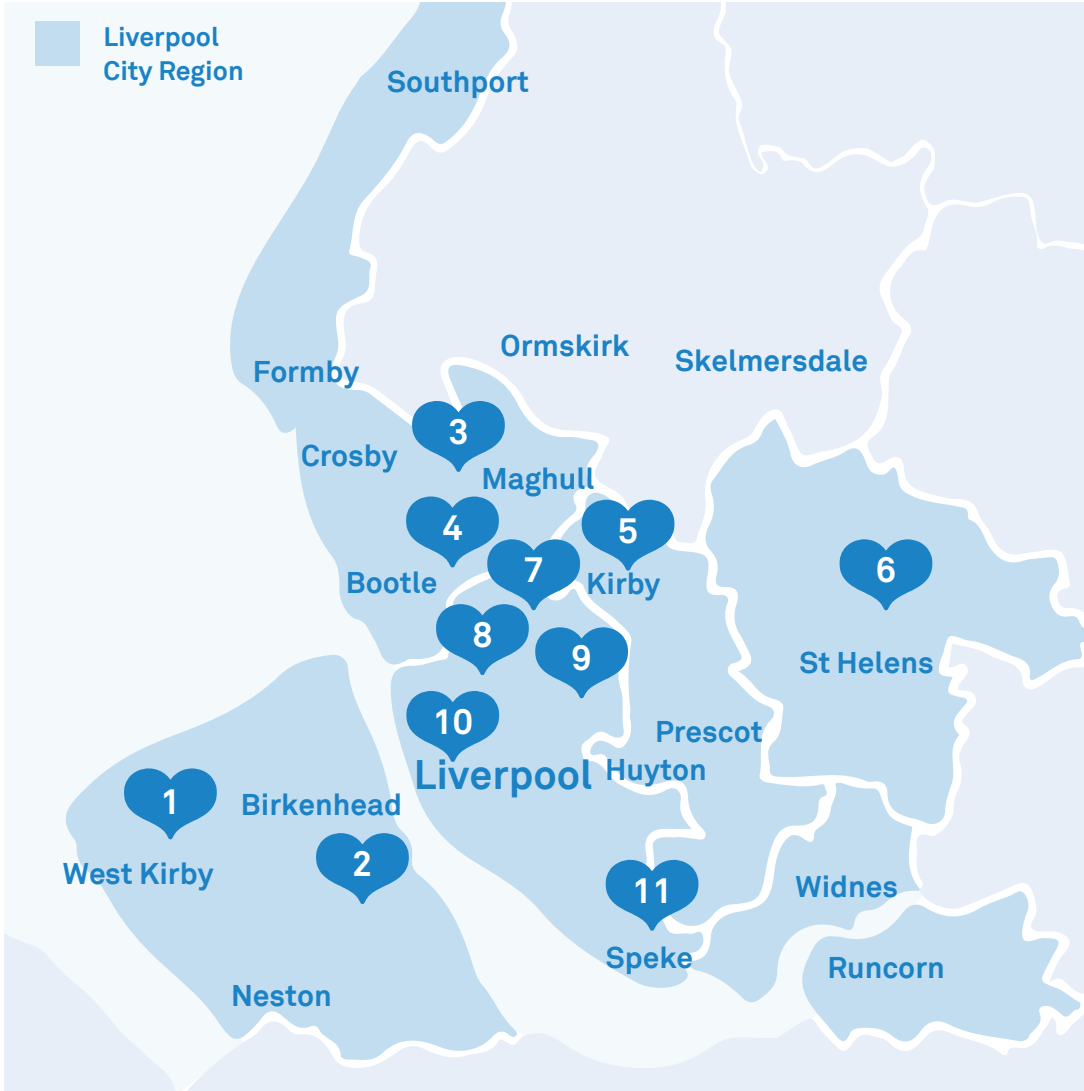 Liverpool
City Region
Southport
Ormskirk
Skelmersdale
Formby
3
Crosby
Maghull
4
5
7
6
Bootle
Kirby
8
9
St Helens
10
Prescot
Liverpool
Huyton
1
Birkenhead
2
West Kirby
11
Widnes
Speke
Runcorn
Neston